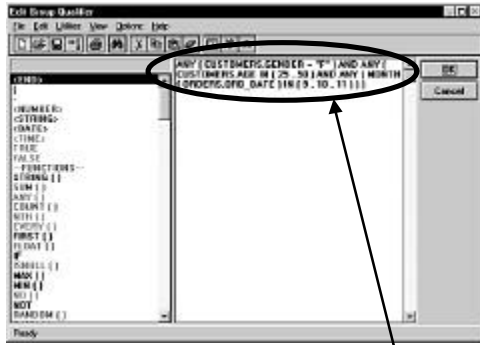 Edit Group Qualifier
File Edit Utilities View Options Help
ANY ( CUSTOMERS.GENDER = "F" ) AND ANY (
CUSTOMERS.AGE IN ( 25 .. 50 ) AND ANY ( MONTH
( ORDERS.ORD_DATE ) IN ( 9 , 10 , 11 ) ) )
OK
Cancel
<END>
(
-
<NUMBER>
<STRING>
<DATE>
<TIME>
TRUE
FALSE
--FUNCTIONS--
STRING ( )
SUM ( )
ANY ( )
COUNT ( )
NTH ( )
EVERY ( )
FIRST ( )
FLOAT ( )
IF
ISNULL ( )
MAX ( )
MIN ( )
NO ( )
NOT
RANDOM ( )
Ready